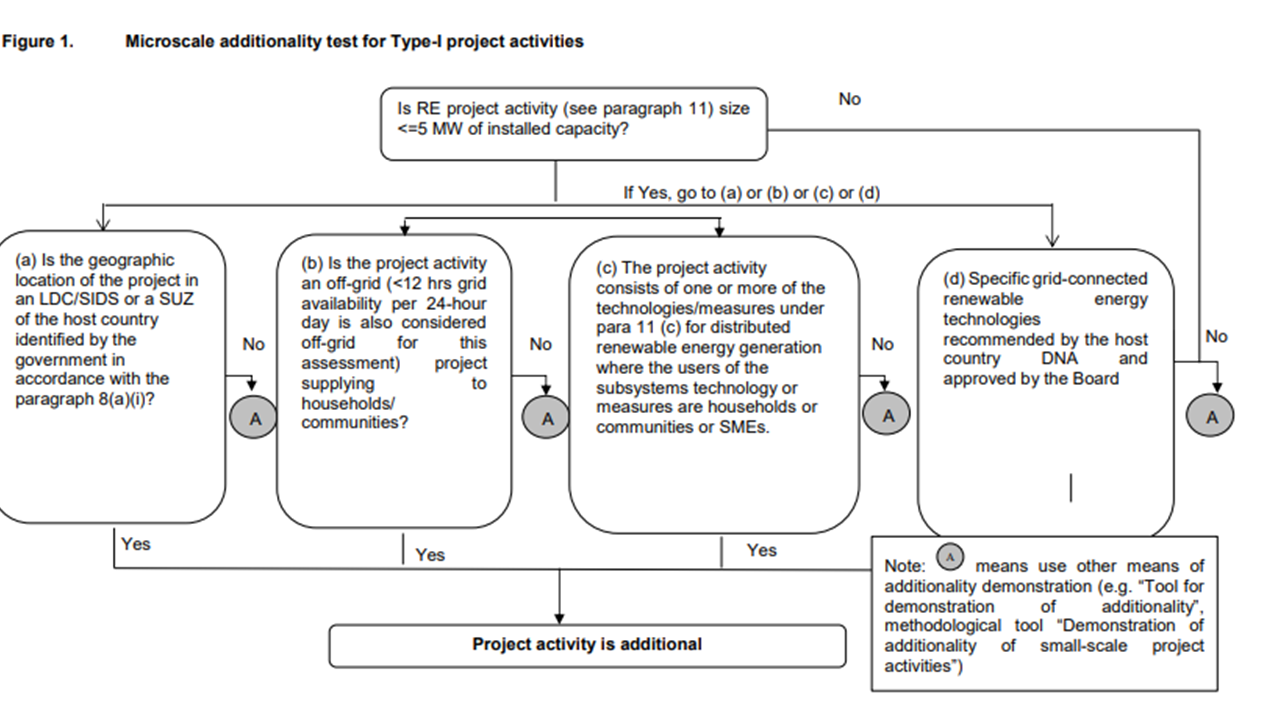 Figure 1. Microscale additionality test for Type-I project activities
Is RE project activity (see paragraph 11) size
<=5 MW of installed capacity?
No
If Yes, go to (a) or (b) or (c) or (d)
(a) Is the geographic
location of the project in
an LDC/SIDS or a SUZ
of the host country
identified by the
government in
accordance with the
paragraph 8(a)(i)?
No
A
(b) Is the project activity
an off-grid (<12 hrs grid
availability per 24-hour
day is also considered
off-grid for this
assessment) project
supplying to
households/
communities?
No
A
(c) The project activity
consists of one or more of the
technologies/measures under
para 11 (c) for distributed
renewable energy generation
where the users of the
subsystems technology or
measures are households or
communities or SMEs.
No
A
(d) Specific grid-connected
renewable energy
technologies
recommended by the host
country DNA and
approved by the Board
No
A
Yes
Yes
Yes
Project activity is additional
Note: A means use other means of
additionality demonstration (e.g. “Tool for
demonstration of additionality”,
methodological tool “Demonstration of
additionality of small-scale project
activities”)